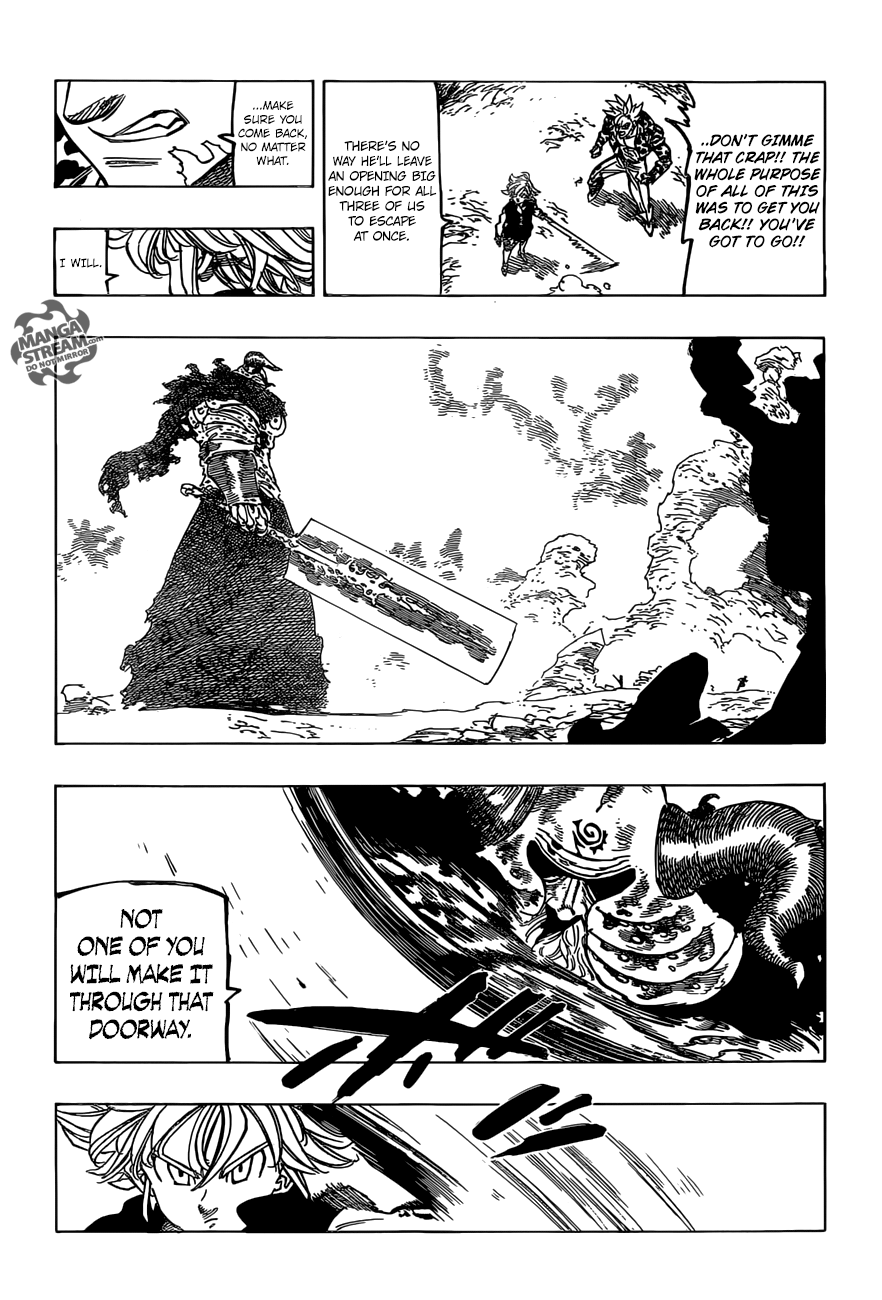 ..DON'T GIMME
THAT CRAP!! THE
WHOLE PURPOSE
OF ALL OF THIS
WAS TO GET YOU
BACK!! YOU'VE
GOT TO GO!!
THERE'S NO
WAY HE'LL LEAVE
AN OPENING BIG
ENOUGH FOR ALL
THREE OF US
TO ESCAPE
AT ONCE.
...MAKE
SURE YOU
COME BACK,
NO MATTER
WHAT.
I WILL.
MANGA
STREAM.com
DO NOT MIRROR
NOT
ONE OF YOU
WILL MAKE IT
THROUGH THAT
DOORWAY.